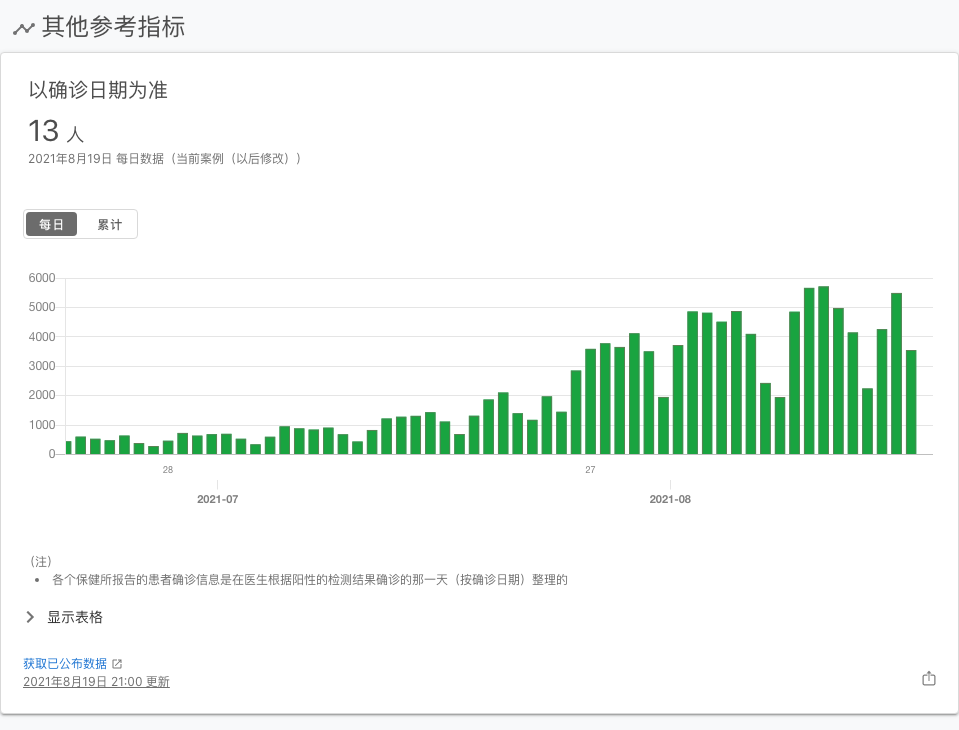 其他参考指标
以确诊日期为准
13 人
2021年8月19日 每日数据（当前案例（以后修改））
每日 累计
6000
5000
4000
3000
2000
1000
0
28 27
2021-07 2021-08
（注）
• 各个保健所报告的患者确诊信息是在医生根据阳性的检测结果确诊的那一天（按确诊日期）整理的
显示表格
获取已公布数据
2021年8月19日 21:00 更新